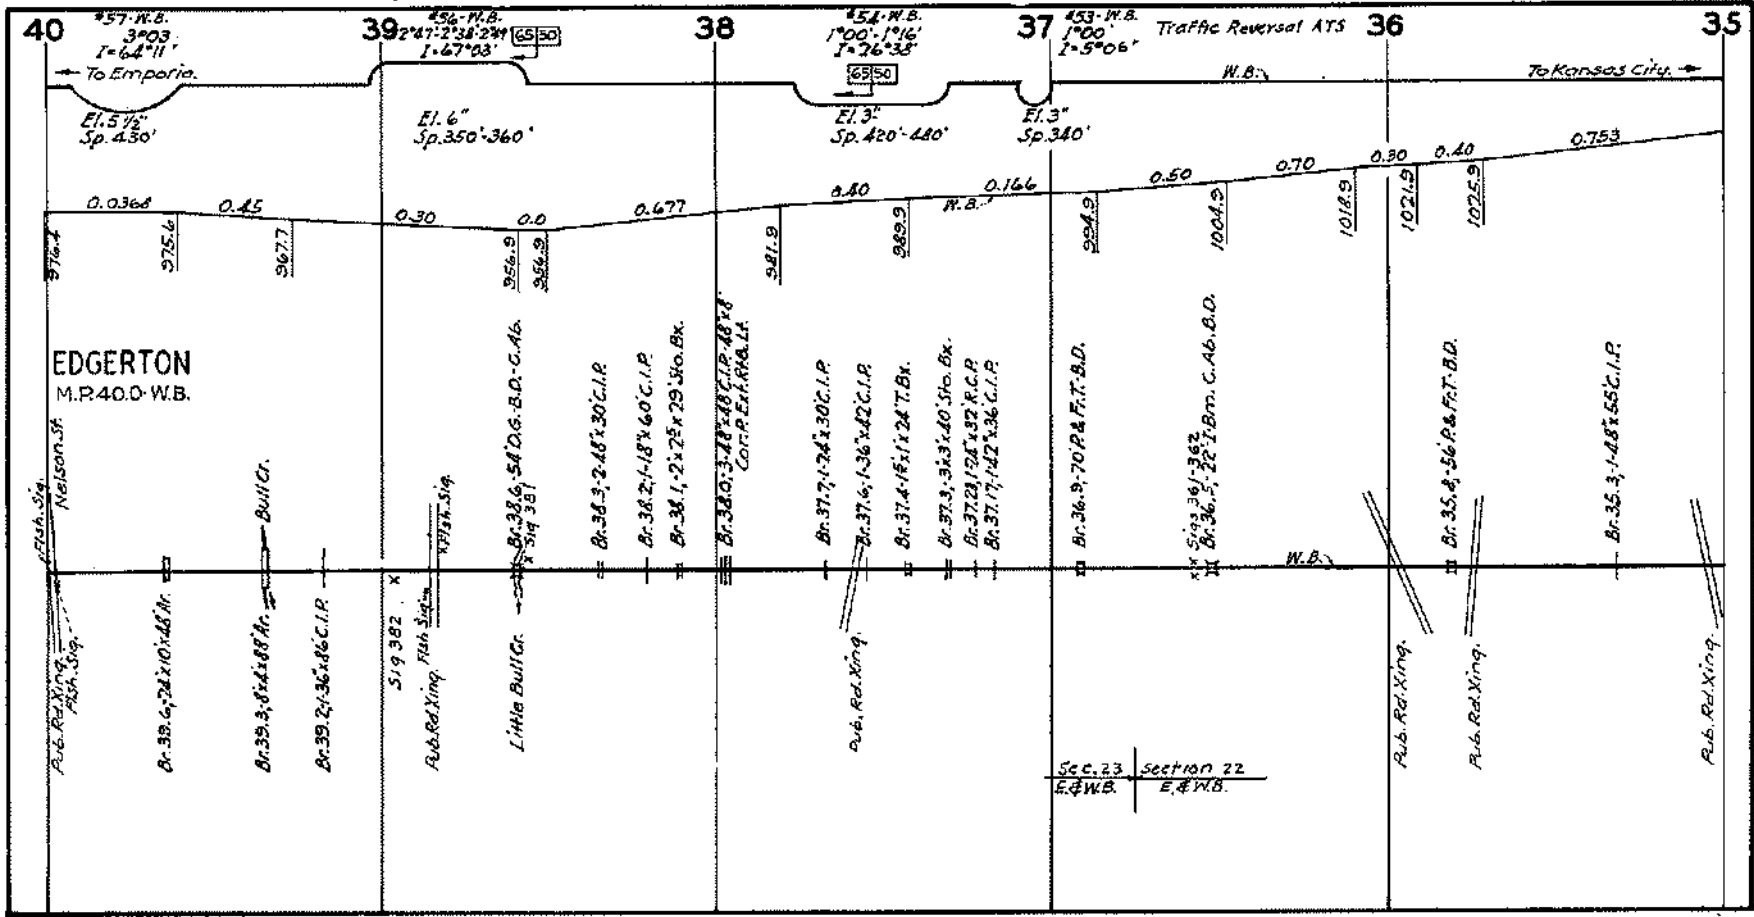 40
#57-W.B.
3°03'
I=64°11'
← To Emporia.
El. 5 1/2"
Sp. 430'
39
#56-W.B.
2°47'-2°38'-2°49'
I=67°03'
65 50
El. 6"
Sp. 350'-360'
38
#54-W.B.
1°00'-1°16'
I=26°38'
65 50
El. 3"
Sp. 420'-480'
37
#53-W.B.
1°00'
I=5°06'
El. 3"
Sp. 340'
Traffic Reversal ATS
36
35
W.B.
To Kansas City. →
0.0368
0.45
0.30
0.0
0.677
0.40
0.166
W.B.
0.50
0.70
0.30
0.40
0.753
976.4
975.6
967.7
956.9
956.9
981.9
989.9
994.9
1004.9
1018.9
1021.9
1025.9
EDGERTON
M.P. 40.0-W.B.
Flsh. Sig.
Nelson St.
Bull Cr.
x Flsh. Sig.
Br. 38.6,-54' D.G.-B.D.-C.Ab.
x Sig 381
Br. 38.3,-2-48"x30' C.I.P.
Br. 38.2,1-18"x60' C.I.P.
Br. 38.1,-2'x2⁵x29' Sto. Bx.
Br. 38.0,-3-48"x48' C.I.P.-48"x8'
Corr. P. Ext. Rt.& Lt.
Br. 37.7,1-24"x30' C.I.P.
Br. 37.6,1-36"x42' C.I.P.
Br. 37.4-1⁶x1'x24' T. Bx.
Br. 37.3,-3'x3'x40' Sto. Bx.
Br. 37.23,1-24"x32' R.C.P.
Br. 37.17,1-42"x36' C.I.P.
Br. 36.9,-70' P.& Fr. T.-B.D.
xx Sigs 361-362
Br. 36.5,-22' I-Bm. C.Ab. B.D.
W.B.
Br. 35.8,-56' P.& Fr. T-B.D.
Br. 35.3,1-48"x55' C.I.P.
Pub. Rd. Xing.
Flsh. Sig.
Br. 39.6,-24'x10'x48' Ar.
Br. 39.3,-8'x4'x88' Ar.
Br. 39.2,1-36"x86' C.I.P.
x
Sig 382
Flsh Sig. x
Pub. Rd. Xing.
Little Bull Cr.
Pub. Rd. Xing.
Pub. Rd. Xing.
Pub. Rd. Xing.
Pub. Rd. Xing.
Sec. 23 Section 22
E.& W.B. E.& W.B.